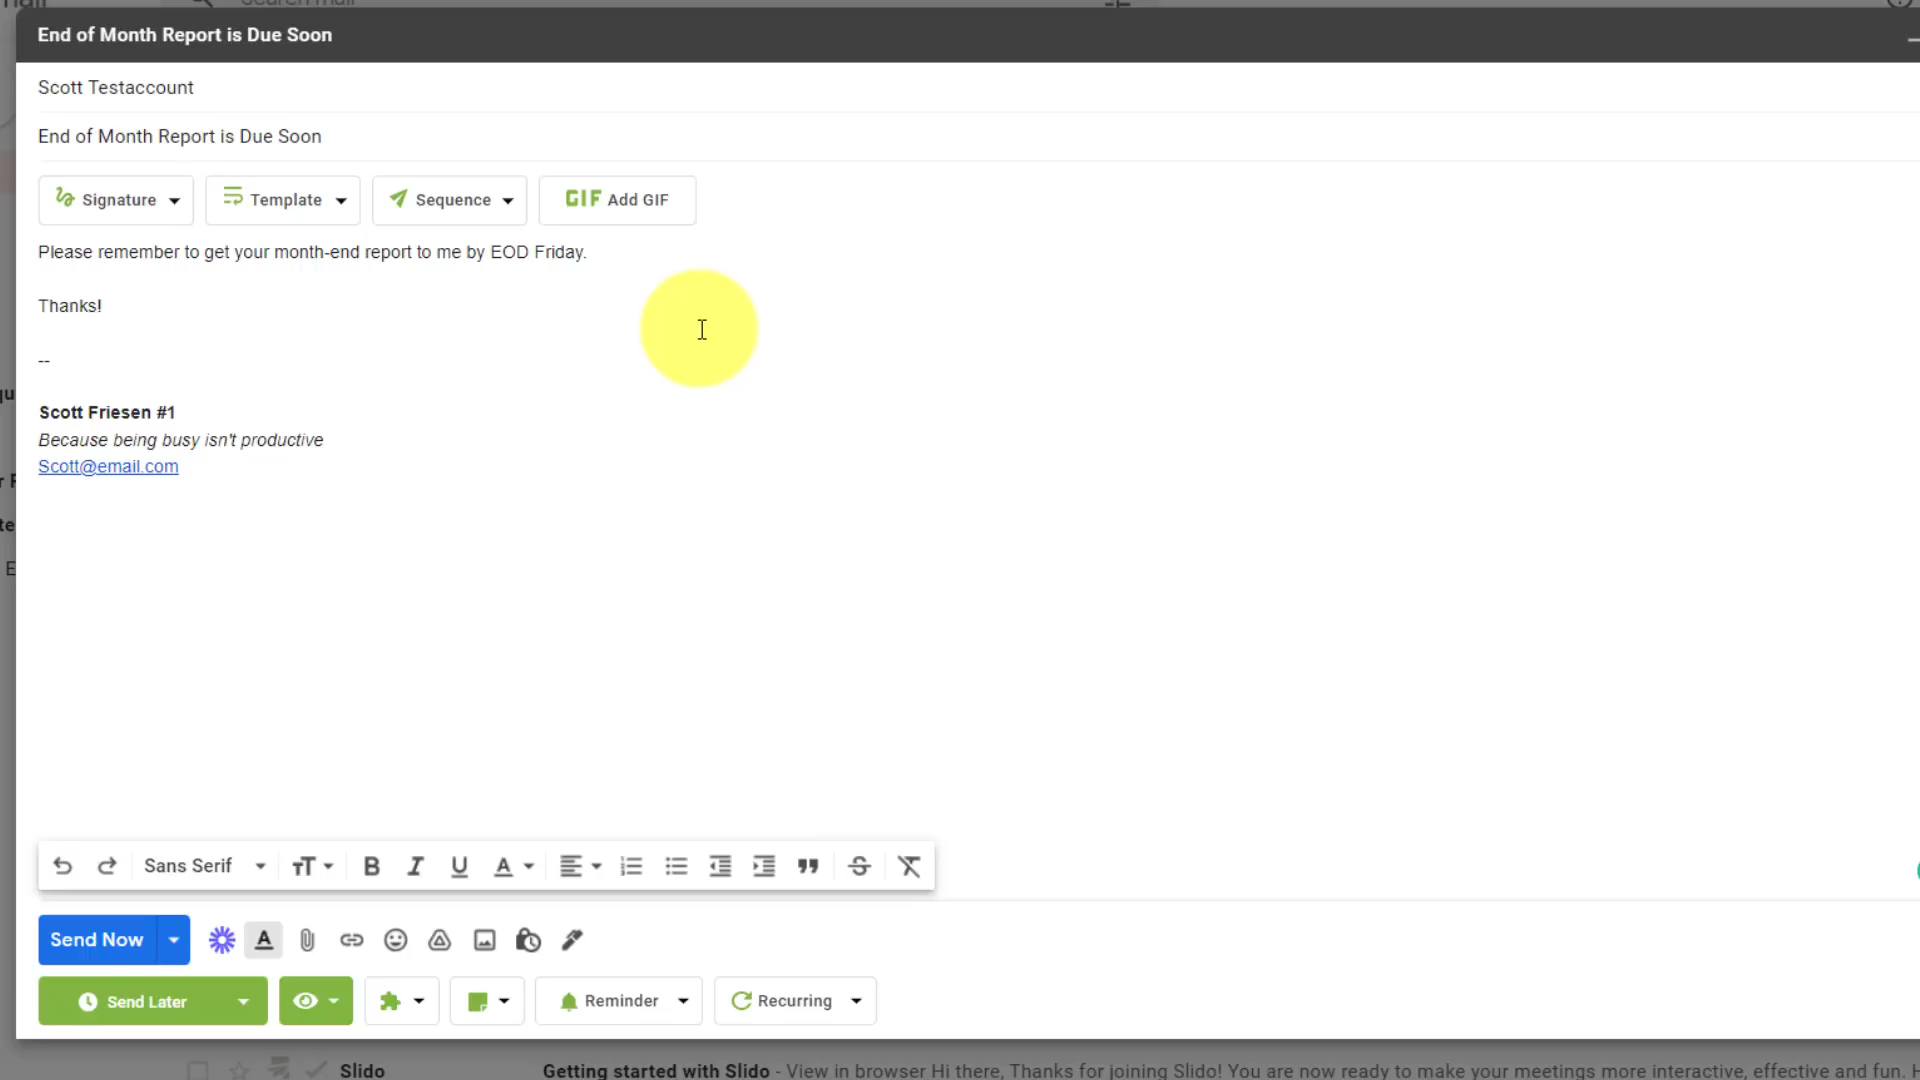 Search mail
End of Month Report is Due Soon
Scott Testaccount
End of Month Report is Due Soon
Signature
Template
Sequence
GIF Add GIF
Please remember to get your month-end report to me by EOD Friday.
Thanks!
--
Scott Friesen #1
Because being busy isn't productive
Scott@email.com
Sans Serif
Send Now
Send Later
Reminder
Recurring
Slido
Getting started with Slido - View in browser Hi there, Thanks for joining Slido! You are now ready to make your meetings more interactive, effective and fun.